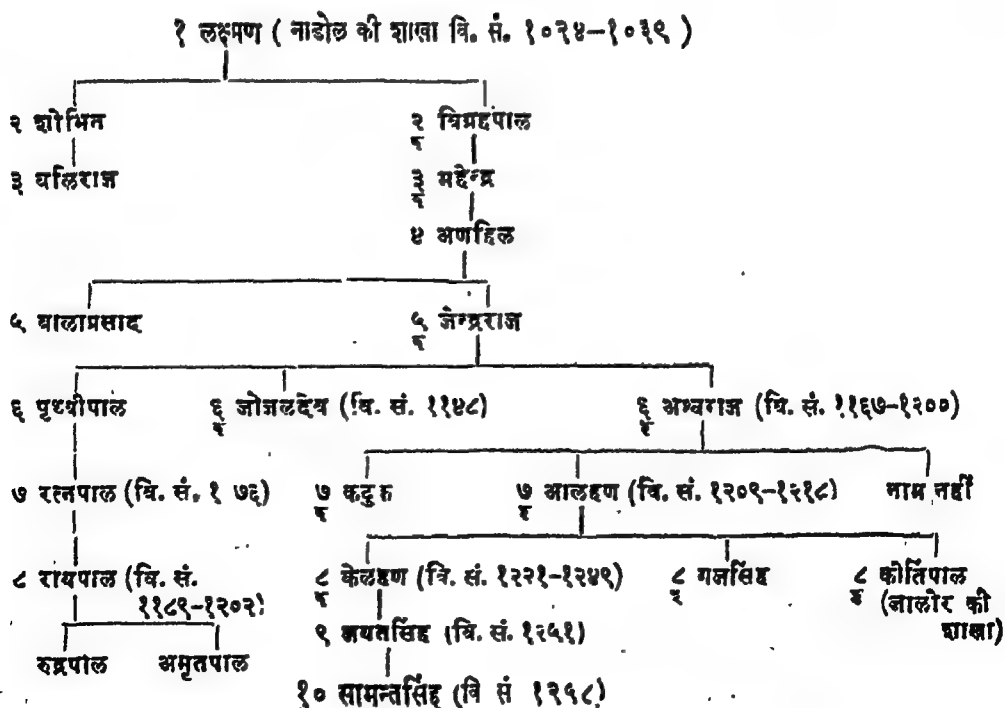 १ लक्ष्मण ( नाडोल की शाखा वि. सं. १०२४–१०३९ )
२ शोभित २ विग्रहपाल
३ बलिराज ३ महेन्द्र
४ अणहिल
५ बालाप्रसाद ५ जेन्द्रराज
६ पृथ्वीपाल ६ जोजलदेव (वि. सं. ११४८) ६ अश्वराज (वि. सं. ११६७–१२००)
७ रत्नपाल (वि. सं. १ ७६) ७ कटुक ७ आल्हण (वि. सं. १२०९–१२१८) नाम नहीं
८ रायपाल (वि. सं. ८ केल्हण (वि. सं. १२२१–१२४९) ८ गजसिंह ८ कीर्तिपाल
११८९–१२०२) (जालोर की
९ जयतसिंह (वि. सं. १२५१) शाखा)
रुद्रपाल अमृतपाल
१० सामन्तसिंह (वि सं १२५८)